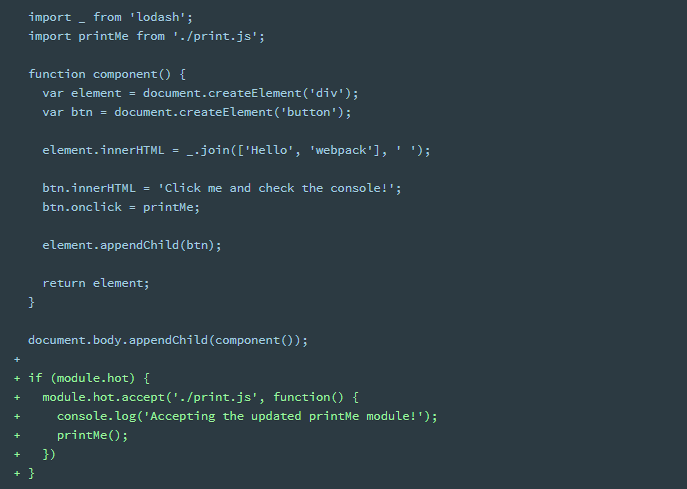 import _ from 'lodash';
import printMe from './print.js';

function component() {
  var element = document.createElement('div');
  var btn = document.createElement('button');

  element.innerHTML = _.join(['Hello', 'webpack'], ' ');

  btn.innerHTML = 'Click me and check the console!';
  btn.onclick = printMe;

  element.appendChild(btn);

  return element;
}

document.body.appendChild(component());
+
+ if (module.hot) {
+   module.hot.accept('./print.js', function() {
+     console.log('Accepting the updated printMe module!');
+     printMe();
+   })
+ }